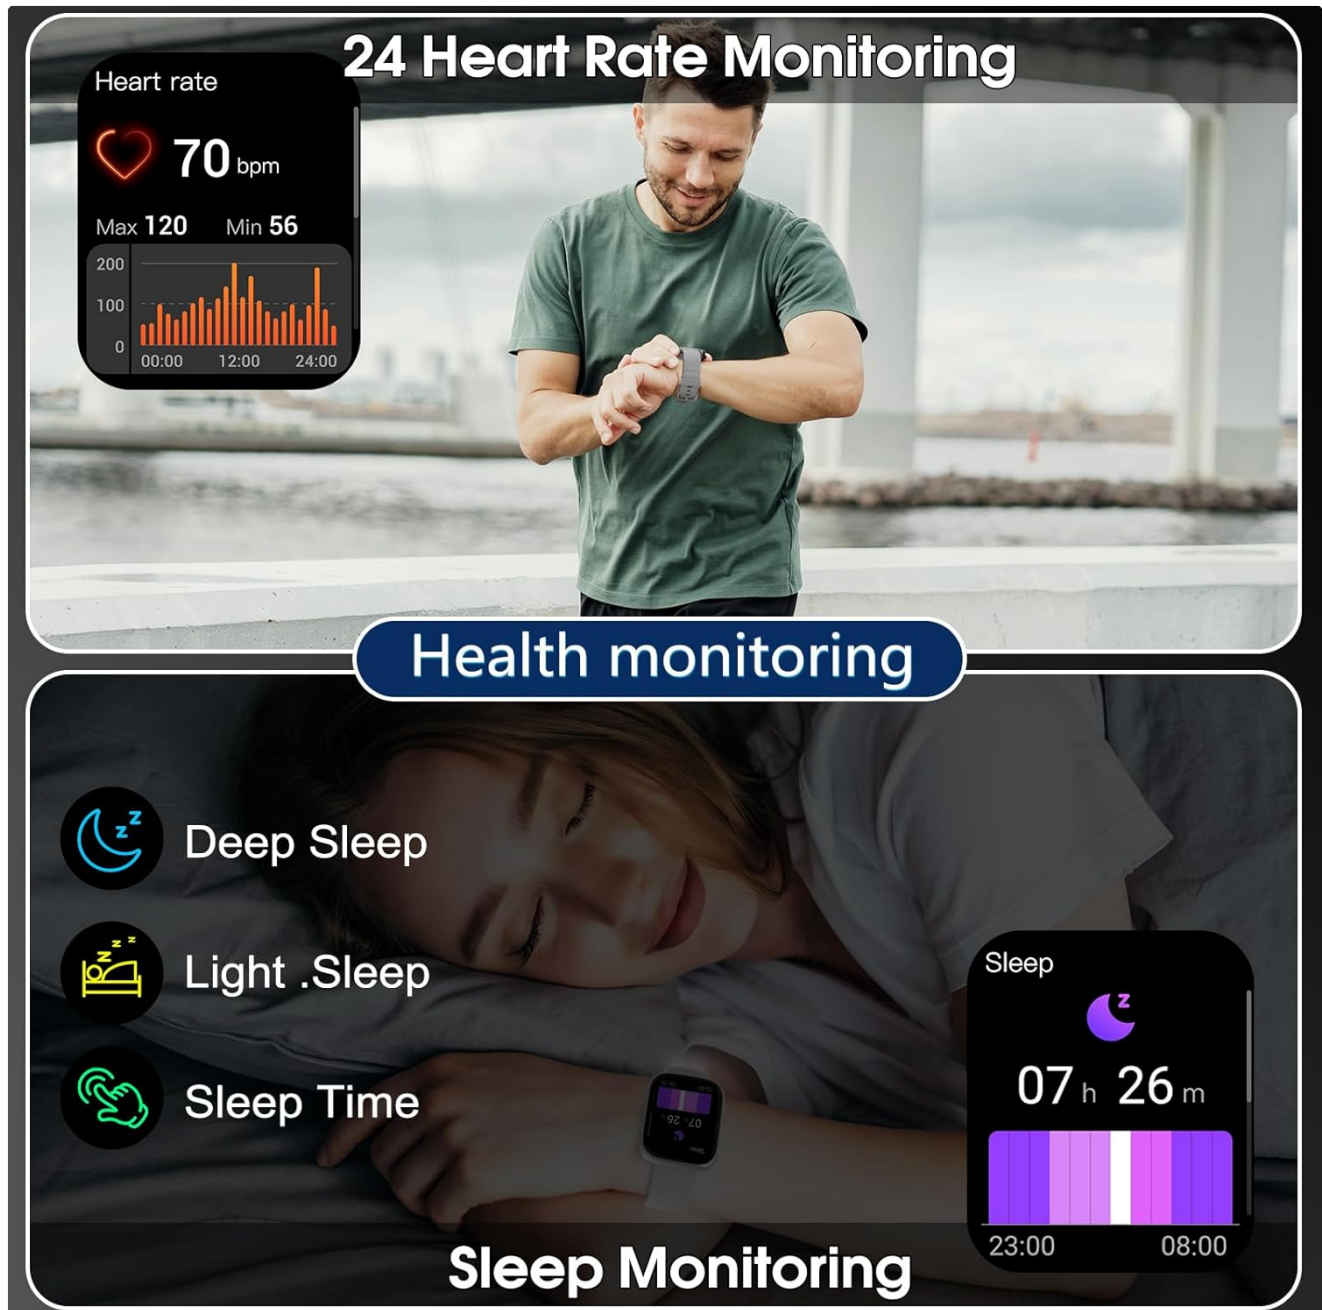 24 Heart Rate Monitoring
Heart rate
70 bpm
Max 120 Min 56
200
100
0
00:00 12:00 24:00
Health monitoring
Deep Sleep
Light .Sleep
Sleep Time
Sleep
z
07 h 26 m
23:00 08:00
07 h 26 m
Sleep Monitoring